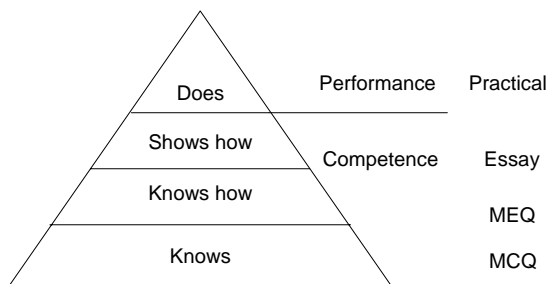 Does Performance Practical
Shows how
Competence Essay
Knows how
MEQ
Knows MCQ